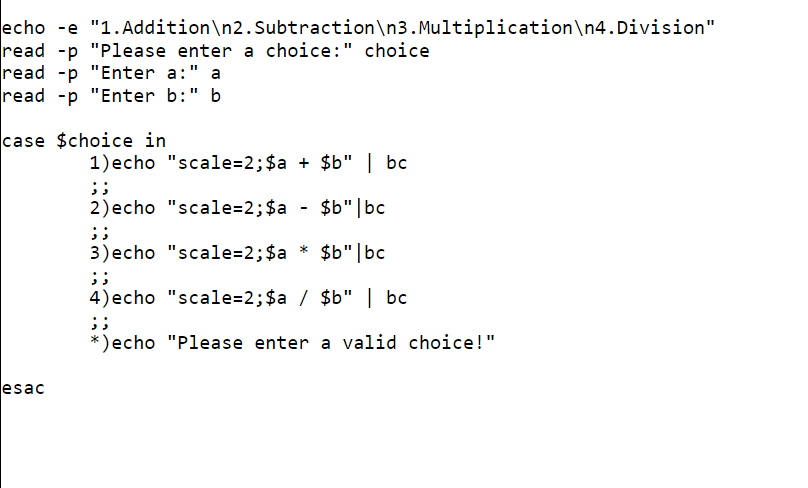 echo -e "1.Addition\n2.Subtraction\n3.Multiplication\n4.Division"
read -p "Please enter a choice:" choice
read -p "Enter a:" a
read -p "Enter b:" b
case $choice in
1)echo "scale=2;$a + $b" | bc
;;
2)echo "scale=2;$a - $b"|bc
;;
3)echo "scale=2;$a * $b"|bc
;;
4)echo "scale=2;$a / $b" | bc
;;
*)echo "Please enter a valid choice!"
esac